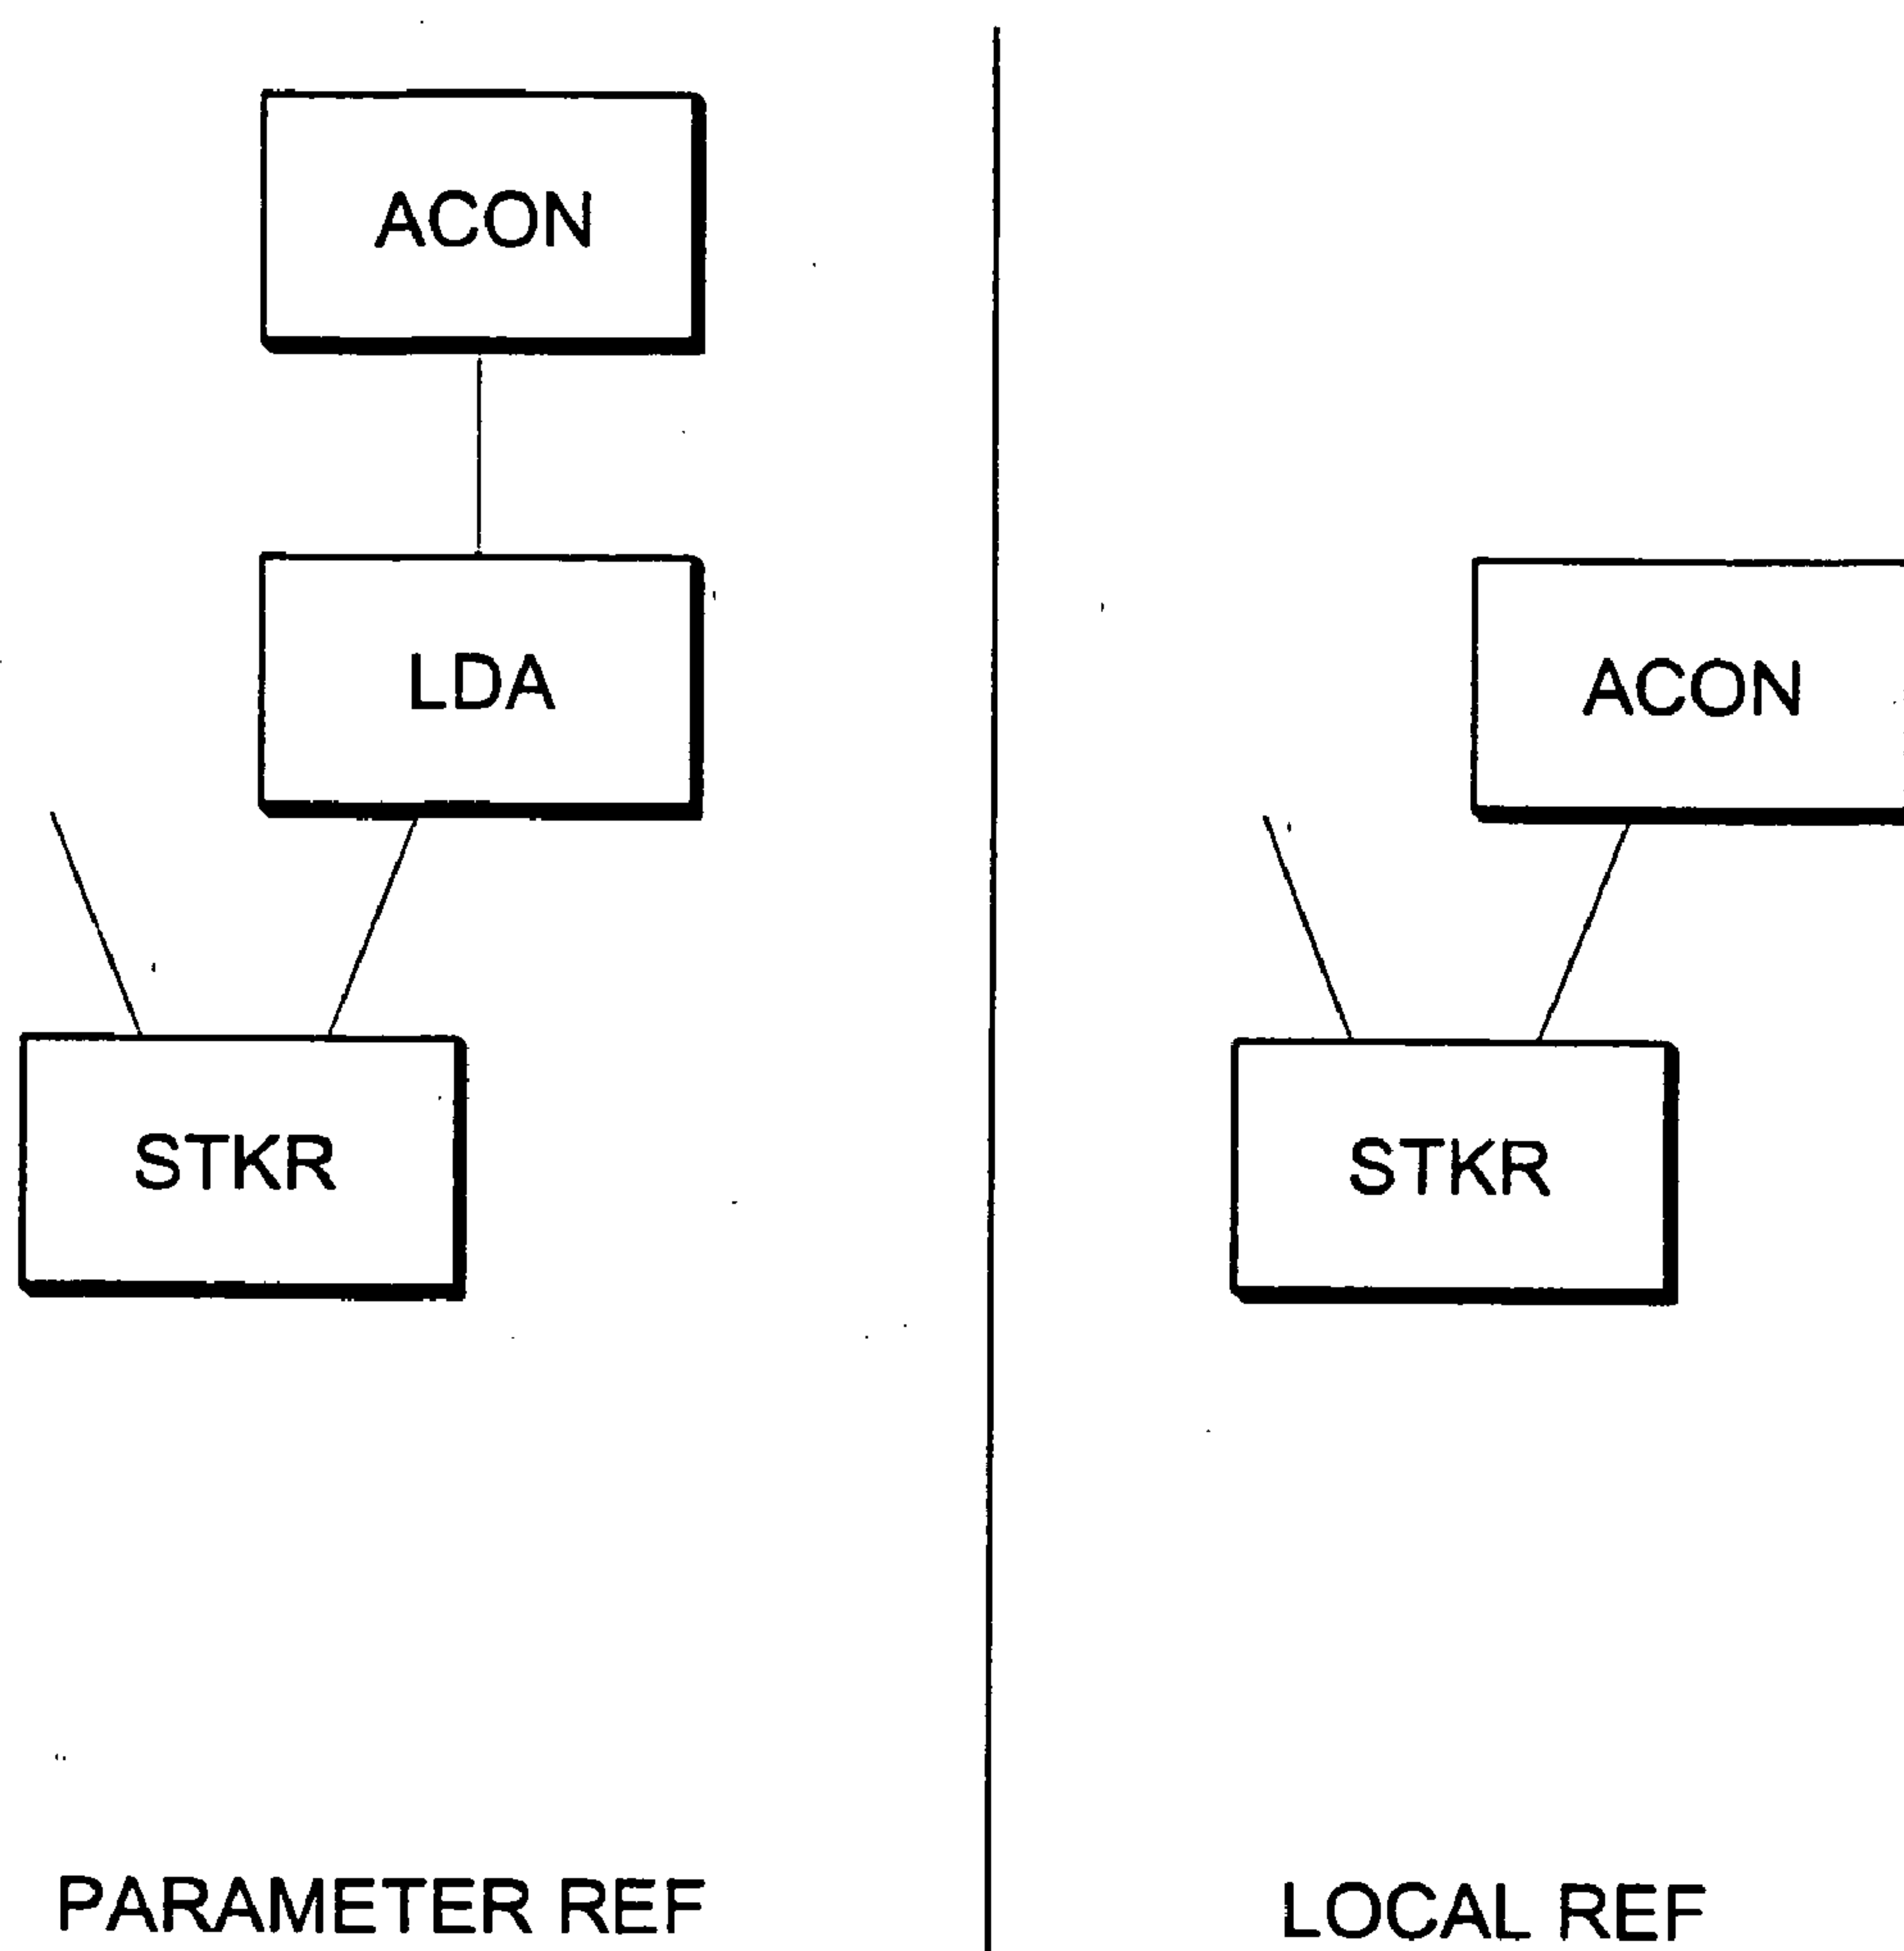 ACON
LDA
STKR
PARAMETER REF
ACON
STKR
LOCAL REF